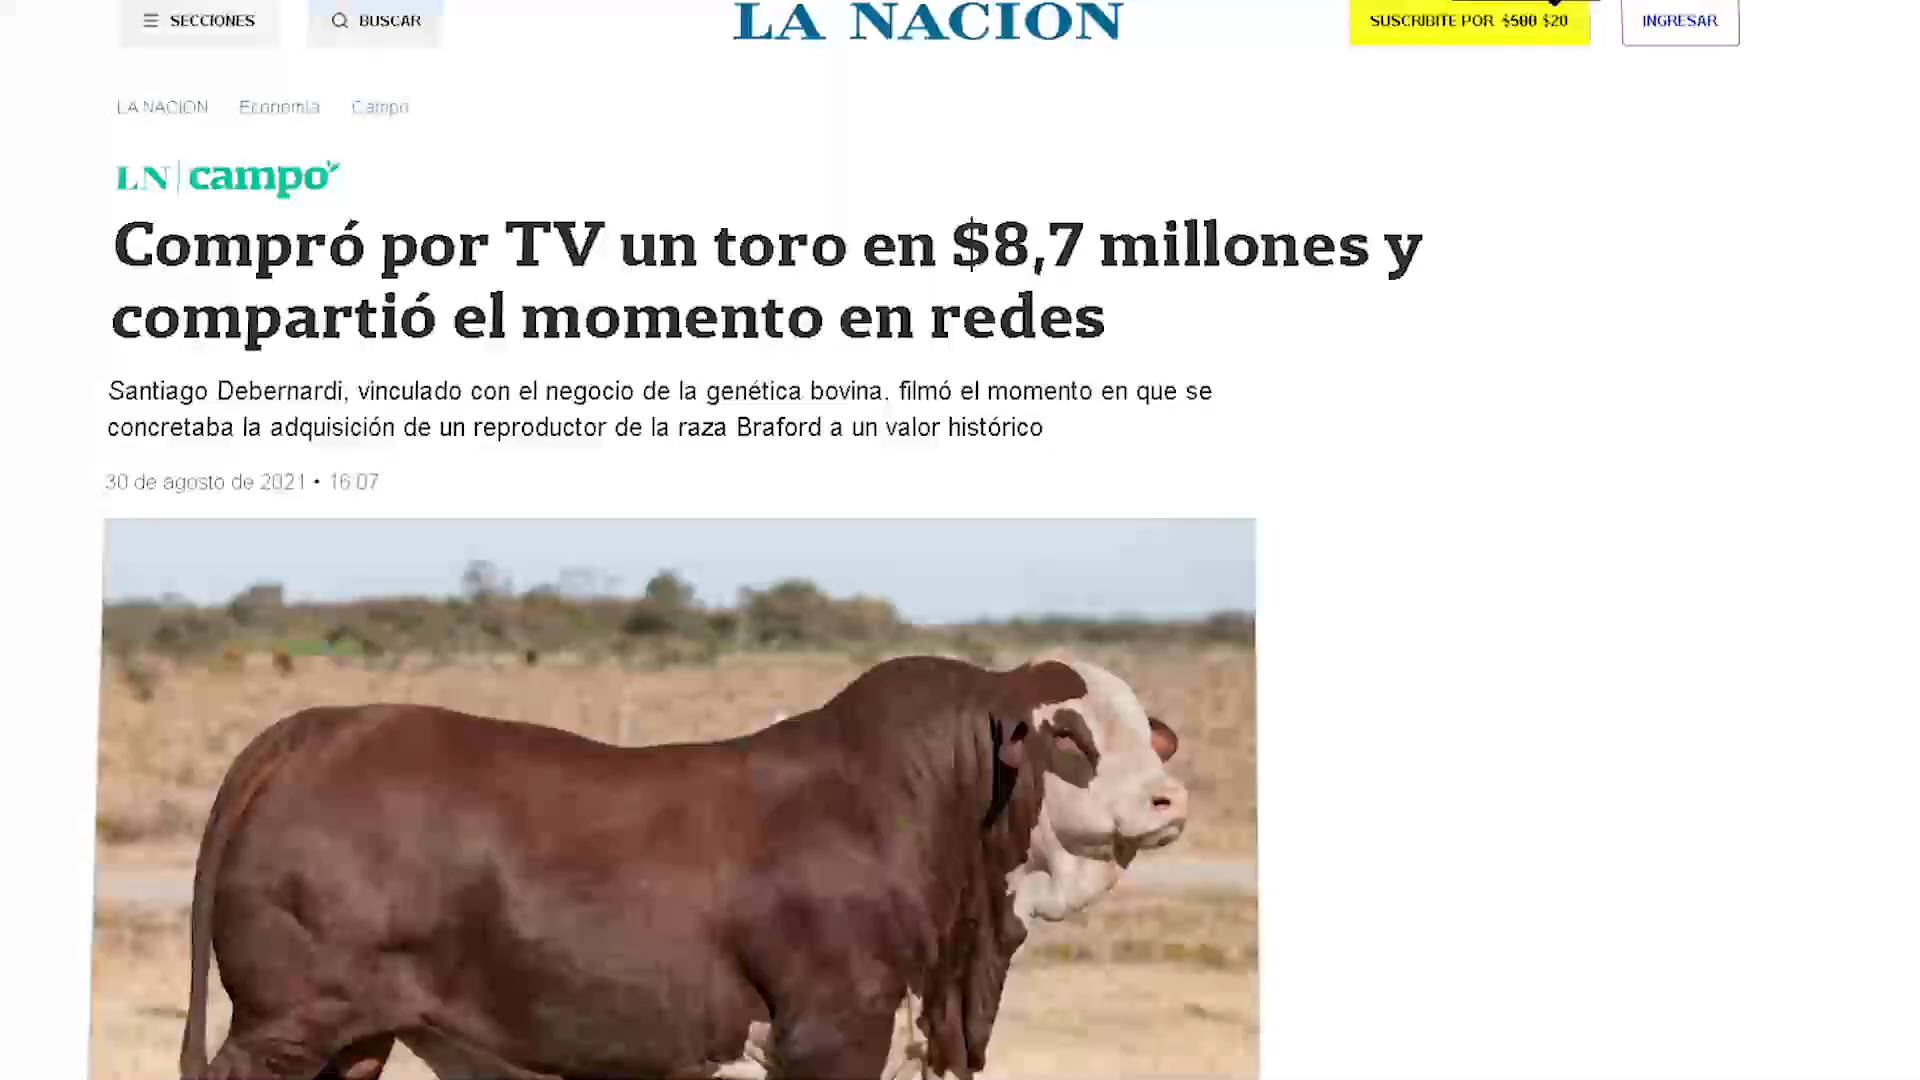 SECCIONES
BUSCAR
LA NACION
SUSCRIBITE POR $500 $20
INGRESAR
LA NACION Economía Campo
LN campo
Compró por TV un toro en $8,7 millones y
compartió el momento en redes
Santiago Debernardi, vinculado con el negocio de la genética bovina. filmó el momento en que se
concretaba la adquisición de un reproductor de la raza Braford a un valor histórico
30 de agosto de 2021 • 16 07